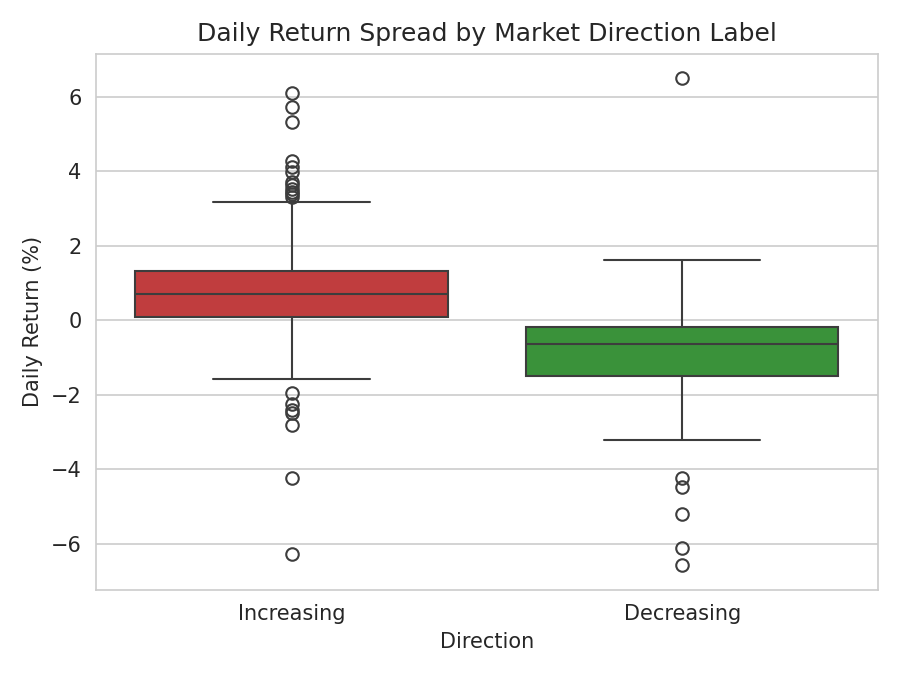 Daily Return Spread by Market Direction Label
Daily Return (%)
6
4
2
0
−2
−4
−6
Increasing
Decreasing
Direction